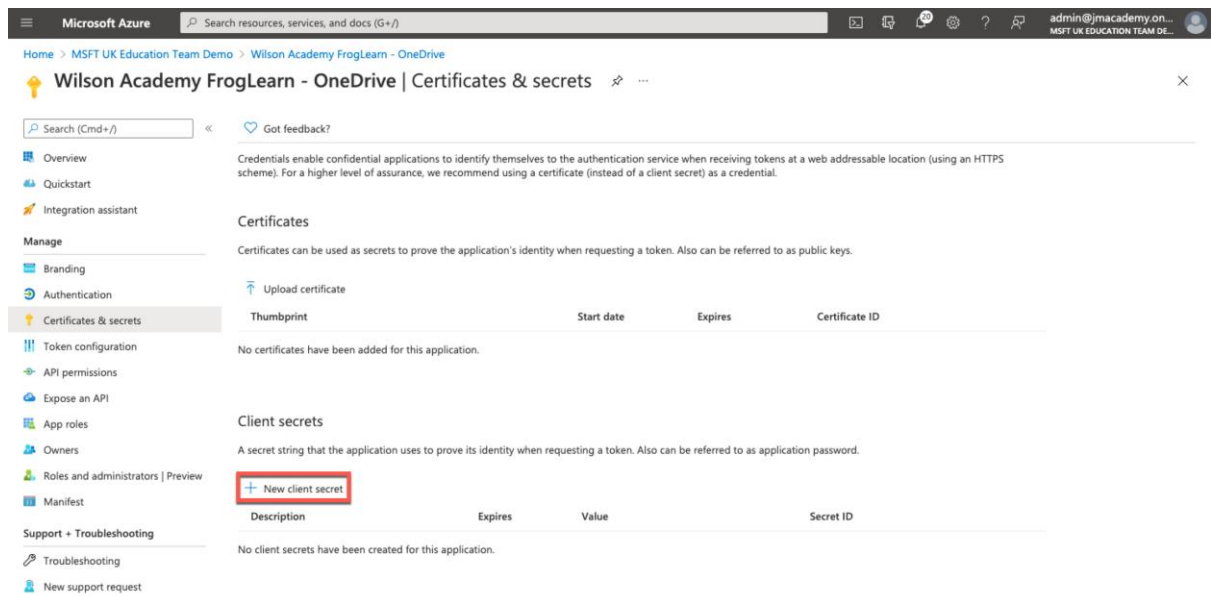 Microsoft Azure
Search resources, services, and docs (G+/)
20
?
admin@jmacademy.on...
MSFT UK EDUCATION TEAM DE...
Home > MSFT UK Education Team Demo > Wilson Academy FrogLearn - OneDrive
Wilson Academy FrogLearn - OneDrive | Certificates & secrets
Search (Cmd+/)
Got feedback?
Overview
Quickstart
Integration assistant
Manage
Branding
Authentication
Certificates & secrets
Token configuration
API permissions
Expose an API
App roles
Owners
Roles and administrators | Preview
Manifest
Support + Troubleshooting
Troubleshooting
New support request
Credentials enable confidential applications to identify themselves to the authentication service when receiving tokens at a web addressable location (using an HTTPS
scheme). For a higher level of assurance, we recommend using a certificate (instead of a client secret) as a credential.
Certificates
Certificates can be used as secrets to prove the application's identity when requesting a token. Also can be referred to as public keys.
Upload certificate
Thumbprint Start date Expires Certificate ID
No certificates have been added for this application.
Client secrets
A secret string that the application uses to prove its identity when requesting a token. Also can be referred to as application password.
New client secret
Description Expires Value Secret ID
No client secrets have been created for this application.